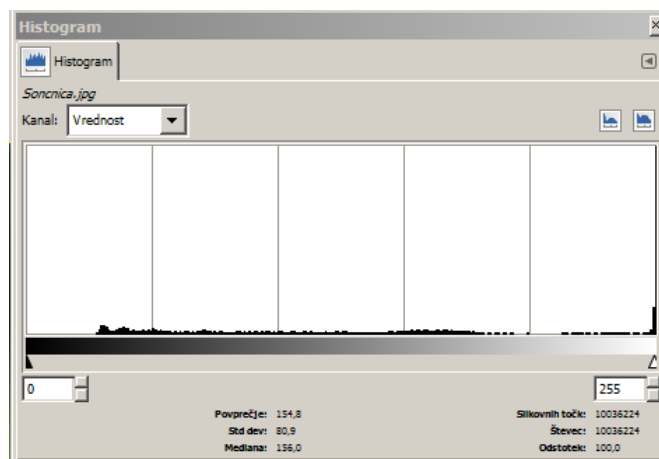 Histogram
Histogram
Soncnica.jpg
Kanal: Vrednost
0 255
Povprečje: 154,8 Slikovnih točk: 10036224
Std dev: 80,9 Števec: 10036224
Mediana: 156,0 Odstotek: 100,0